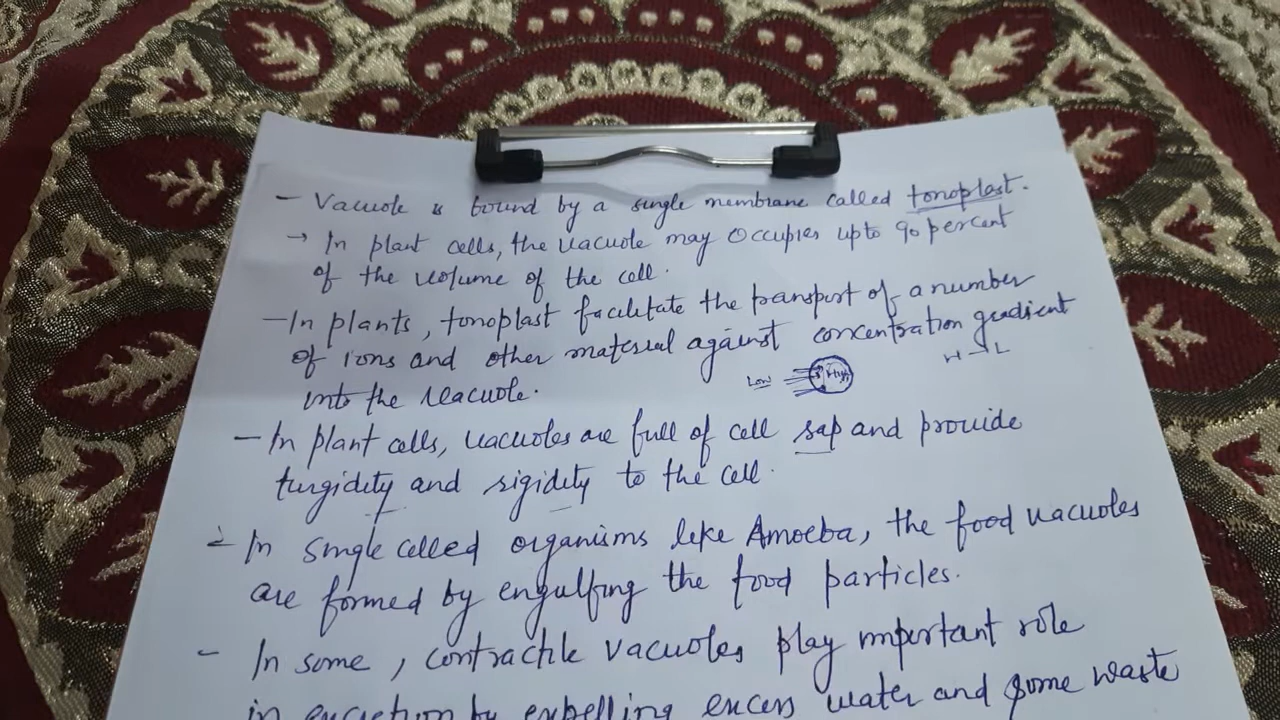 - Vacuole is bound by a single membrane called tonoplast.
→ In plant cells, the vacuole may occupies upto 90 percent
of the volume of the cell.
- In plants, tonoplast facilitate the transport of a number
of ions and other material against concentration gradient
H → L
into the vacuole.
Low High
- In plant cells, vacuoles are full of cell sap and provide
turgidity and rigidity to the cell.
- In single celled organisms like Amoeba, the food vacuoles
are formed by engulfing the food particles.
- In some, contractile vacuoles play important role
in excretion by expelling excess water and some waste